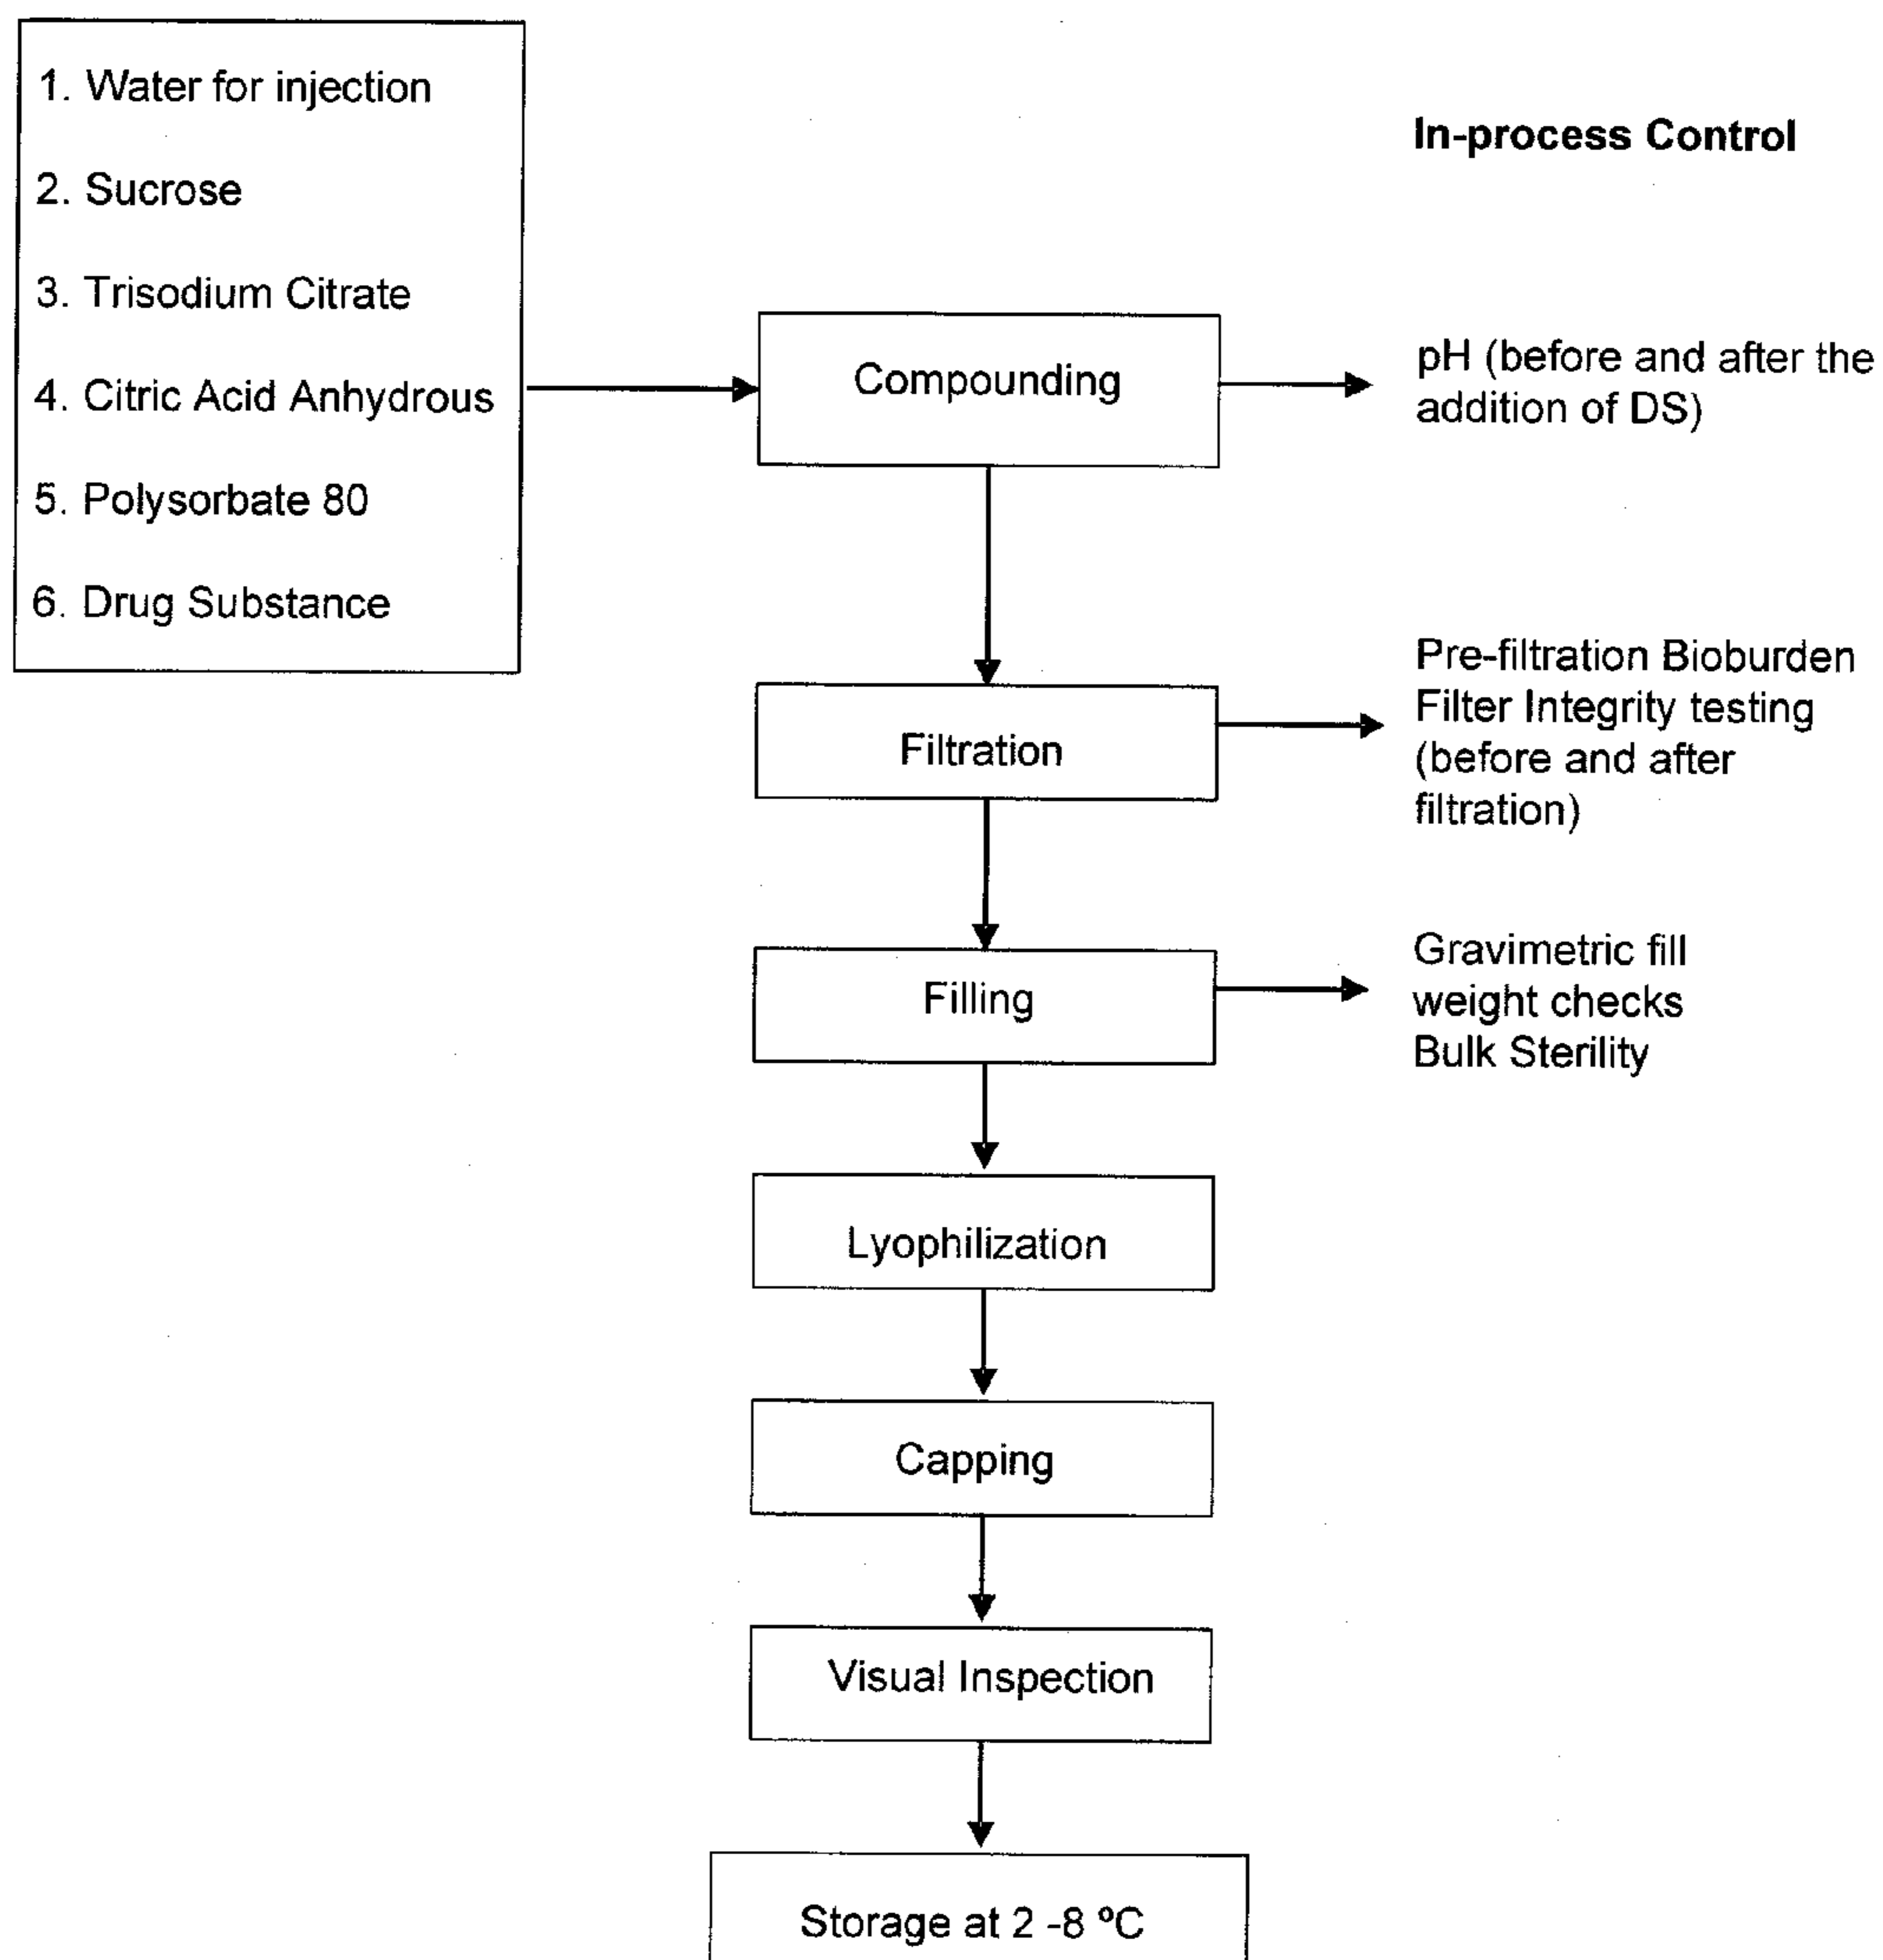 1. Water for injection
2. Sucrose
3. Trisodium Citrate
4. Citric Acid Anhydrous
5. Polysorbate 80
6. Drug Substance
In-process Control
Compounding
pH (before and after the
addition of DS)
Filtration
Pre-filtration Bioburden
Filter Integrity testing
(before and after
filtration)
Filling
Gravimetric fill
weight checks
Bulk Sterility
Lyophilization
Capping
Visual Inspection
Storage at 2 -8 ºC